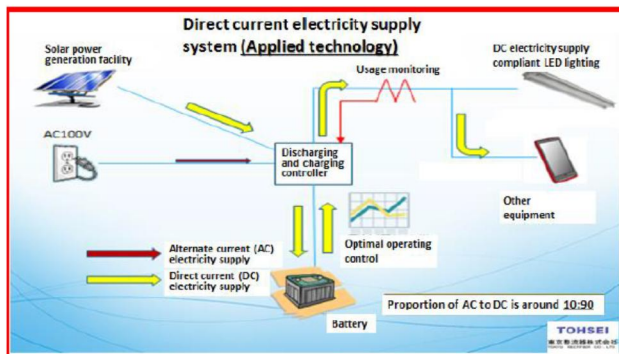 Direct current electricity supply
system (Applied technology)
Solar power
generation facility
DC electricity supply
compliant LED lighting
Usage monitoring
AC100V
Discharging
and charging
controller
Other
equipment
Optimal operating
control
Alternate current (AC)
electricity supply
Direct current (DC)
electricity supply
Battery
Proportion of AC to DC is around 10:90
TOHSEI